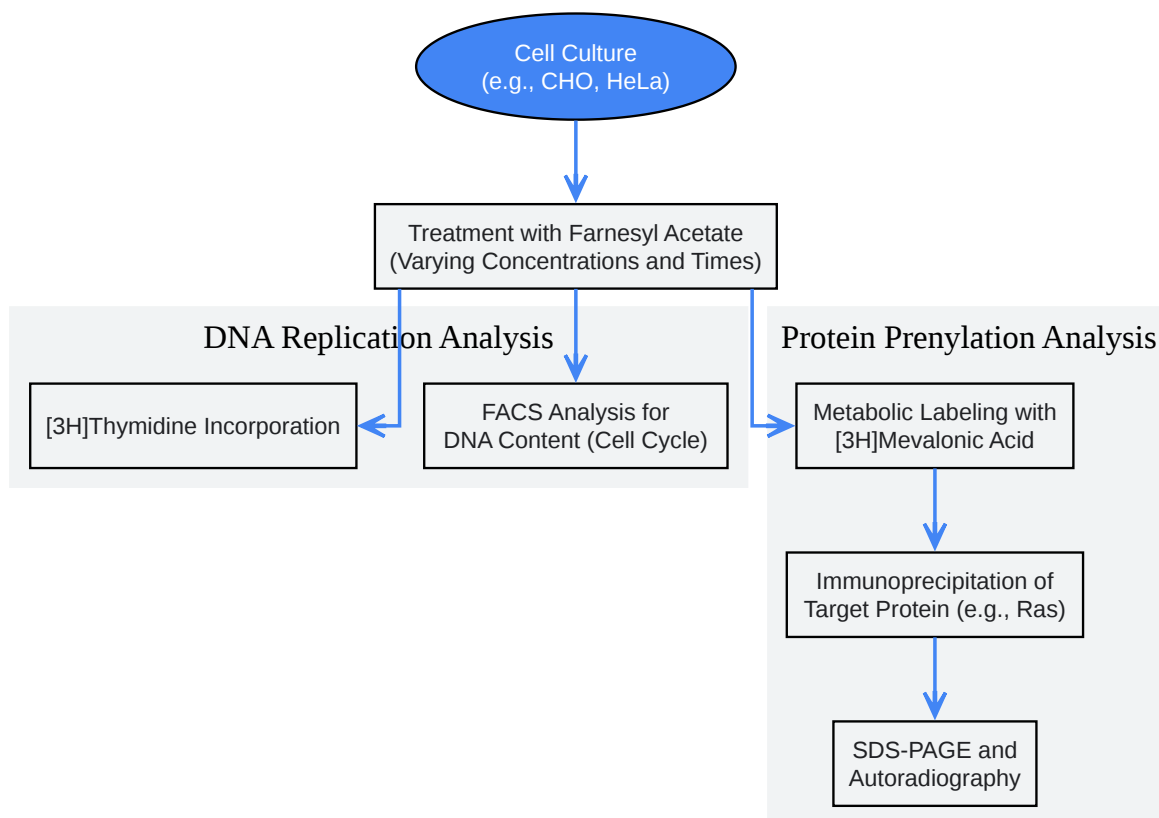 Cell Culture
(e.g., CHO, HeLa)
Treatment with Farnesyl Acetate
(Varying Concentrations and Times)
DNA Replication Analysis
[3H]Thymidine Incorporation
FACS Analysis for
DNA Content (Cell Cycle)
Protein Prenylation Analysis
Metabolic Labeling with
[3H]Mevalonic Acid
Immunoprecipitation of
Target Protein (e.g., Ras)
SDS-PAGE and
Autoradiography